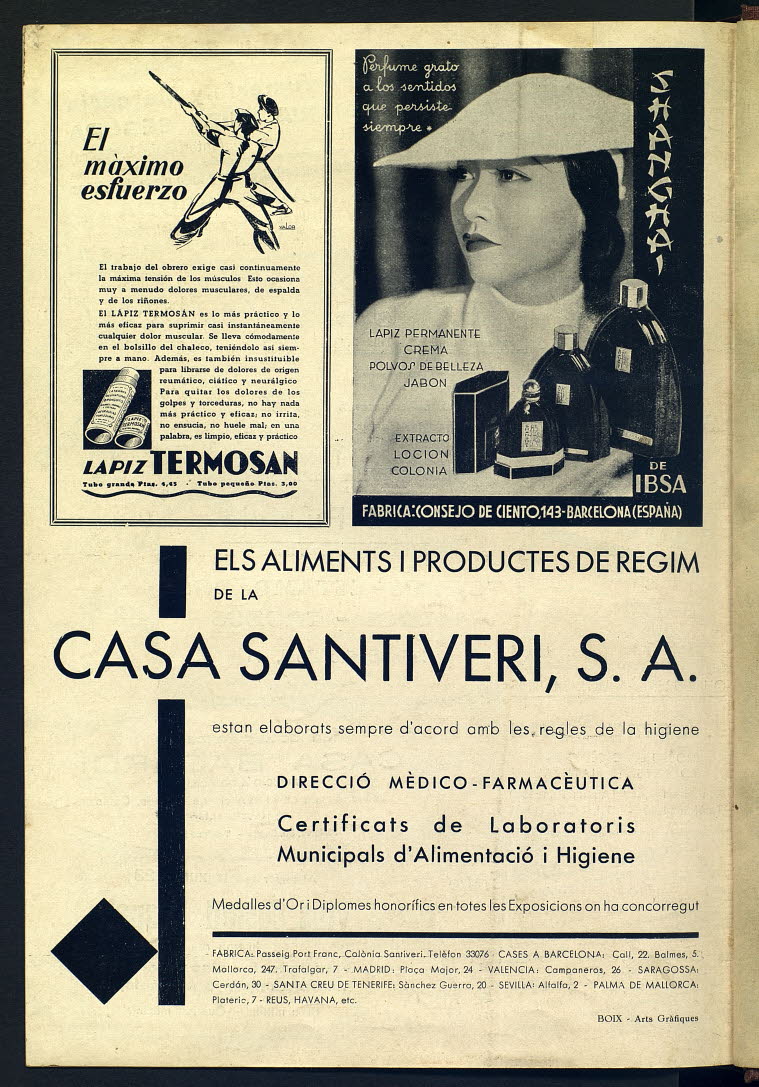 El
màximo
esfuerzo
VALOR
El trabajo del obrero exige casi continuamente
la máxima tensión de los músculos Esto ocasiona
muy a menudo dolores musculares, de espalda
y de los riñones.
El LÀPIZ TERMOSÀN es lo más práctico y lo
más eficaz para suprimir casi instantáneamente
cualquier dolor muscular. Se lleva cómodamente
en el bolsillo del chaleco, teniéndolo así siem-
pre a mano. Además, es también insustituible
para librarse de dolores de origen
reumático, ciático y neurálgico
Para quitar los dolores de los
golpes y torceduras, no hay nada
más práctico y eficaz; no irrita,
no ensucia, no huele mal; en una
palabra, es limpio, eficaz y práctico
LAPIZ TERMOSAN
Tubo grande Ptas. 4,45 - Tubo pequeño Ptas. 3,00
Perfume grato
a los sentidos
que persiste
siempre.
SHANGHAI
LAPIZ PERMANENTE
CREMA
POLVOS DE BELLEZA
JABON
EXTRACTO
LOCION
COLONIA
DE
IBSA
FABRICA: CONSEJO DE CIENTO, 143-BARCELONA (ESPAÑA)
ELS ALIMENTS I PRODUCTES DE REGIM
DE LA
CASA SANTIVERI, S. A.
estan elaborats sempre d'acord amb les regles de la higiene
DIRECCIÓ MÈDICO-FARMACÈUTICA
Certificats de Laboratoris
Municipals d'Alimentació i Higiene
Medalles d'Or i Diplomes honorífics en totes les Exposicions on ha concorregut
FABRICA: Passeig Port Franc, Colònia Santiveri. Telèfon 33076 - CASES A BARCELONA: Call, 22. Balmes, 5.
Mallorca, 247. Trafalgar, 7 - MADRID: Plaça Major, 24 - VALENCIA: Campaneros, 26 - SARAGOSSA:
Cerdán, 30 - SANTA CREU DE TENERIFE: Sànchez Guerra, 20 - SEVILLA: Alfalfa, 2 - PALMA DE MALLORCA:
Plateria, 7 - REUS, HAVANA, etc.
BOIX - Arts Gràfiques